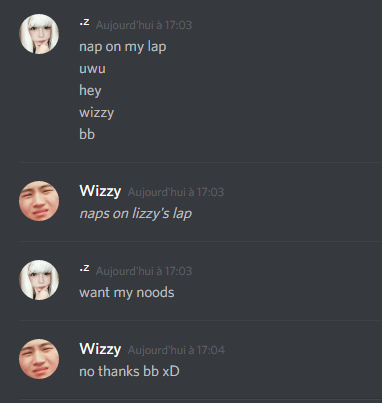 .z Aujourd'hui à 17:03
nap on my lap
uwu
hey
wizzy
bb
Wizzy Aujourd'hui à 17:03
naps on lizzy's lap
.z Aujourd'hui à 17:03
want my noods
Wizzy Aujourd'hui à 17:04
no thanks bb xD